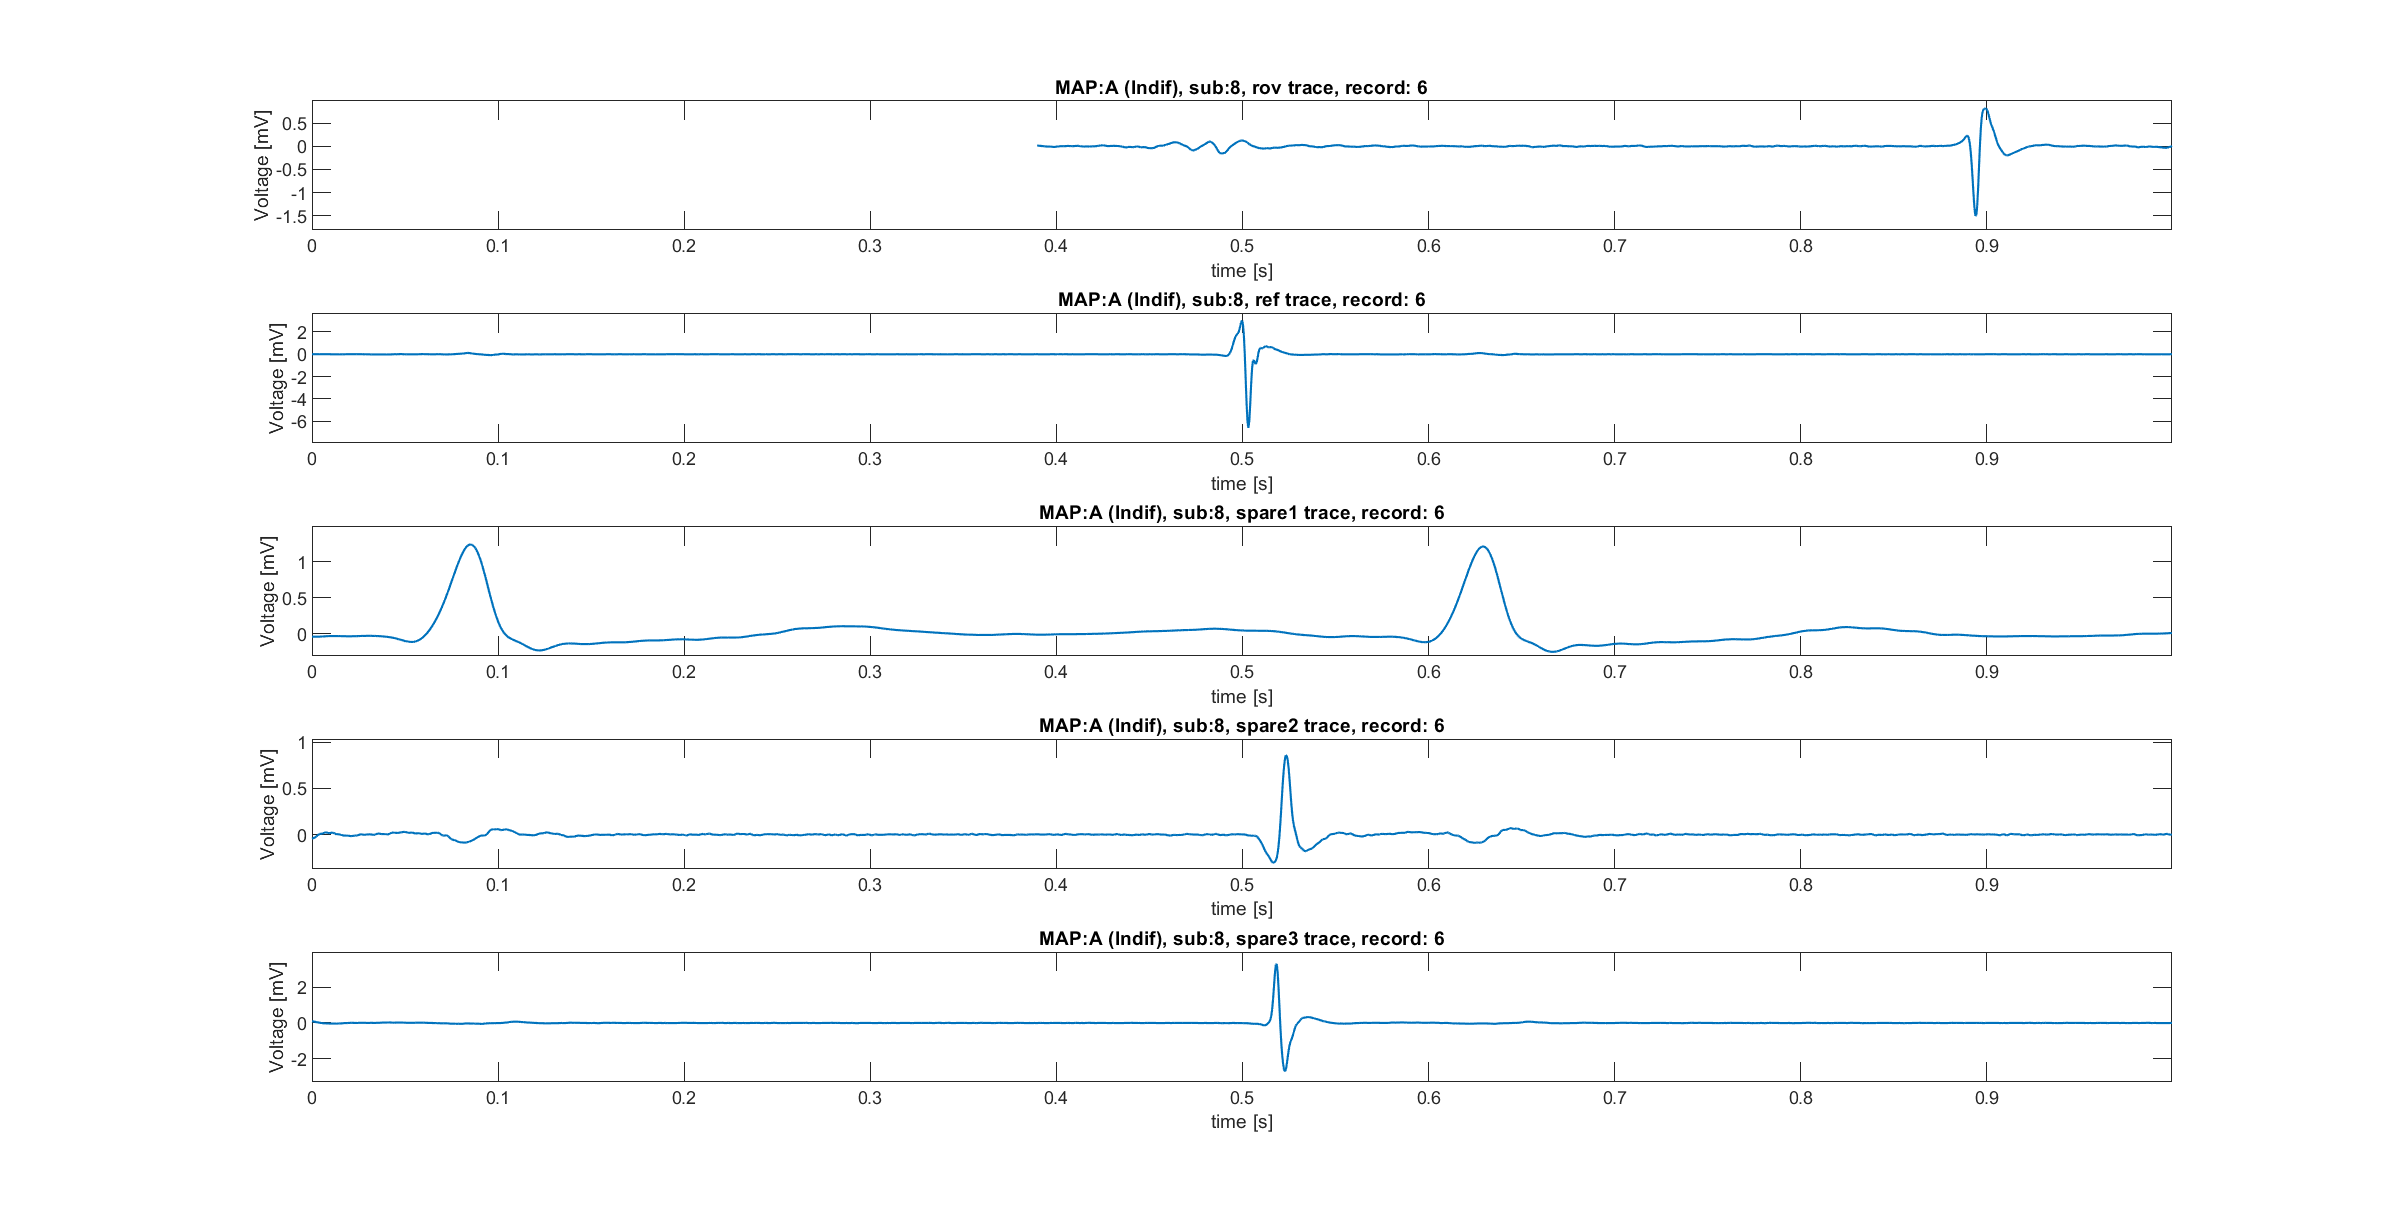 MAP:A (Indif), sub:8, rov trace, record: 6
Voltage [mV]
0.5
0
-0.5
-1
-1.5
0 0.1 0.2 0.3 0.4 0.5 0.6 0.7 0.8 0.9
time [s]
MAP:A (Indif), sub:8, ref trace, record: 6
Voltage [mV]
2
0
-2
-4
-6
0 0.1 0.2 0.3 0.4 0.5 0.6 0.7 0.8 0.9
time [s]
MAP:A (Indif), sub:8, spare1 trace, record: 6
Voltage [mV]
1
0.5
0
0 0.1 0.2 0.3 0.4 0.5 0.6 0.7 0.8 0.9
time [s]
MAP:A (Indif), sub:8, spare2 trace, record: 6
Voltage [mV]
1
0.5
0
0 0.1 0.2 0.3 0.4 0.5 0.6 0.7 0.8 0.9
time [s]
MAP:A (Indif), sub:8, spare3 trace, record: 6
Voltage [mV]
2
0
-2
0 0.1 0.2 0.3 0.4 0.5 0.6 0.7 0.8 0.9
time [s]